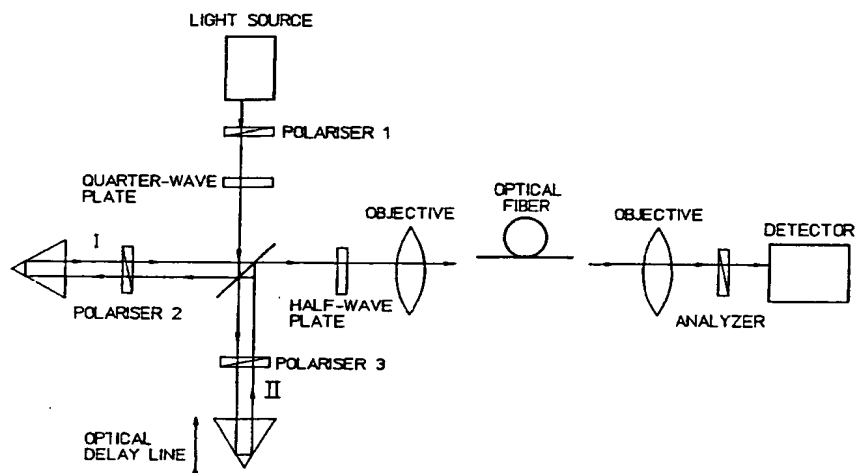 LIGHT SOURCE
POLARISER 1
QUARTER-WAVE
PLATE
OBJECTIVE
OPTICAL
FIBER
OBJECTIVE
DETECTOR
I
POLARISER 2
HALF-WAVE
PLATE
ANALYZER
POLARISER 3
II
OPTICAL
DELAY LINE